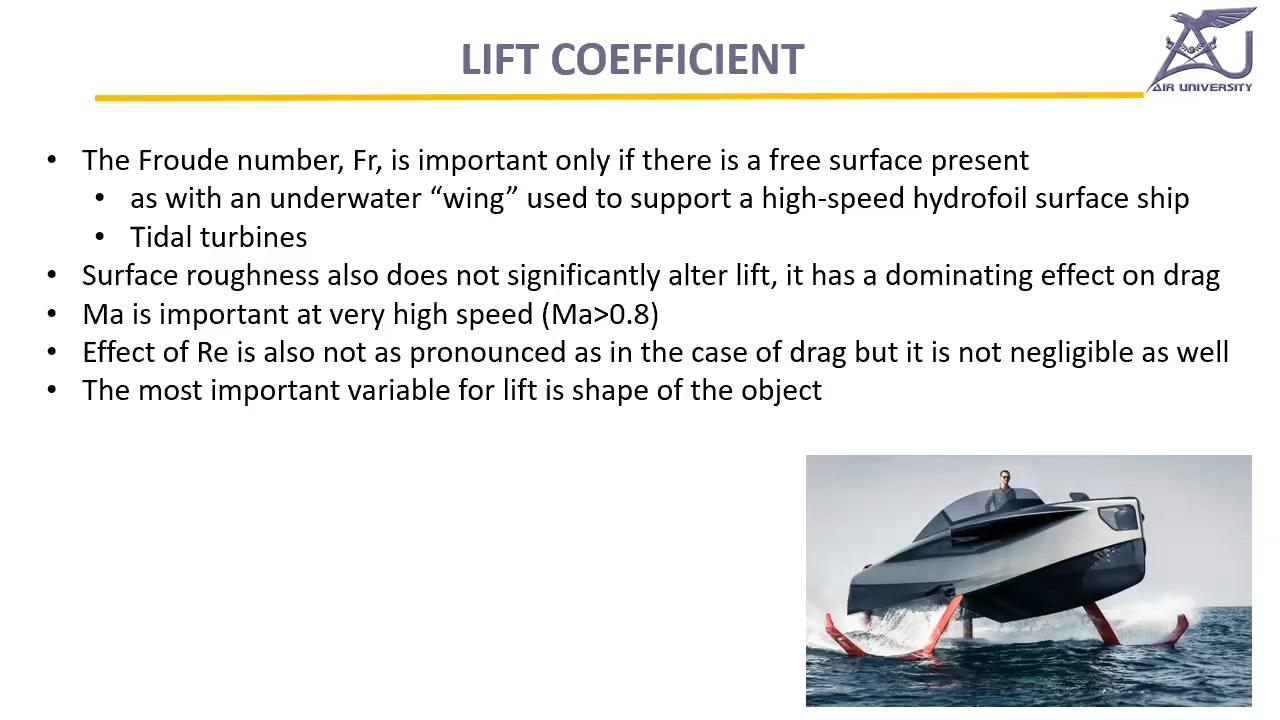 LIFT COEFFICIENT
AIR UNIVERSITY
• The Froude number, Fr, is important only if there is a free surface present
• as with an underwater “wing” used to support a high-speed hydrofoil surface ship
• Tidal turbines
• Surface roughness also does not significantly alter lift, it has a dominating effect on drag
• Ma is important at very high speed (Ma>0.8)
• Effect of Re is also not as pronounced as in the case of drag but it is not negligible as well
• The most important variable for lift is shape of the object